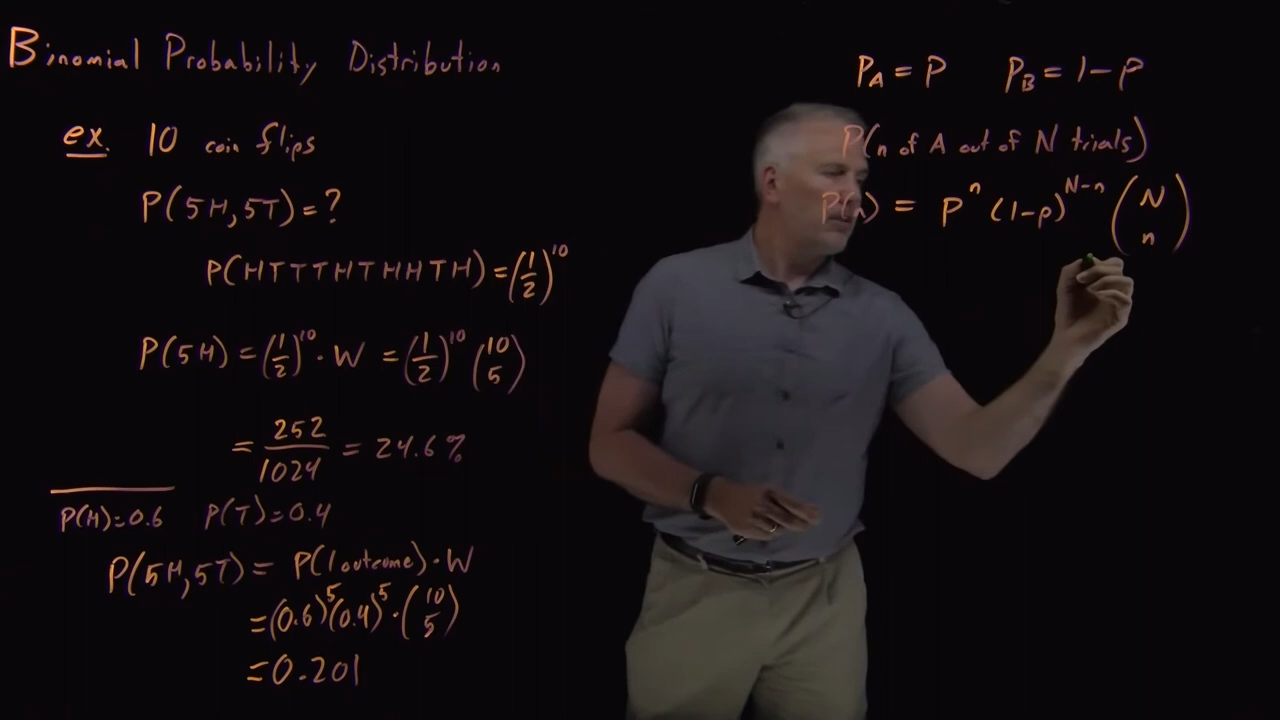 Binomial Probability Distribution
ex. 10 coin flips
P(5H,5T)=?
P(HTTTHTHHTH)=(1/2)^10
P(5H)=(1/2)^10·W=(1/2)^10(10 5)
=252/1024=24.6%
P(H)=0.6 P(T)=0.4
P(5H,5T)=P(1outcome)·W
=(0.6)^5(0.4)^5·(10 5)
=0.201
P_A=P P_B=1-p
P(n of A out of N trials)
P(n)=P^n(1-p)^N-n(N n)